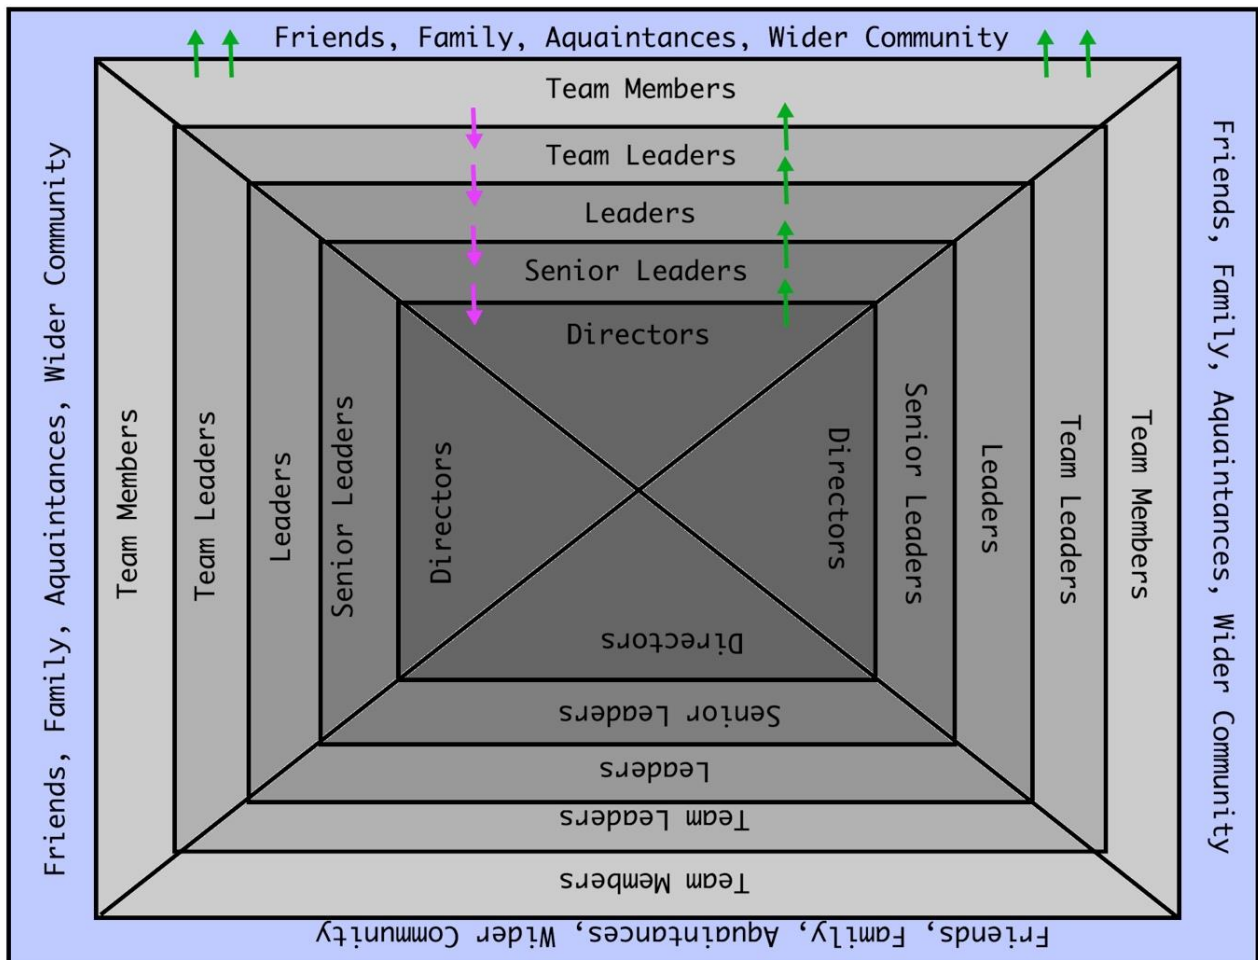 Friends, Family, Aquaintances, Wider Community
Team Members
Team Leaders
Leaders
Senior Leaders
Directors
Friends, Family, Aquaintances, Wider Community
Team Members
Team Leaders
Leaders
Senior Leaders
Directors
Directors
Senior Leaders
Leaders
Team Leaders
Team Members
Friends, Family, Aquaintances, Wider Community
Directors
Senior Leaders
Leaders
Team Leaders
Team Members
Friends, Family, Aquaintances, Wider Community